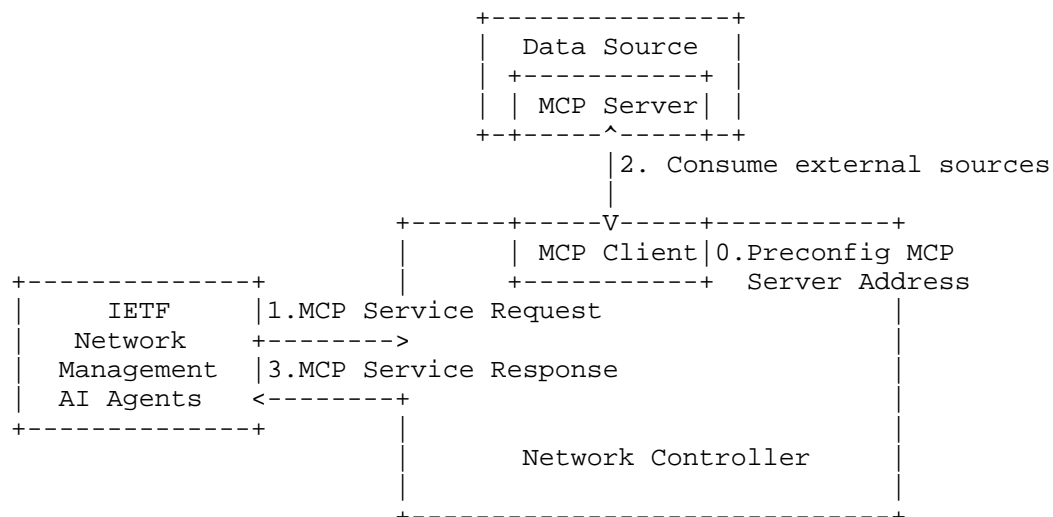 Data Source
MCP Server
2. Consume external sources
MCP Client
0.Preconfig MCP
Server Address
IETF
Network
Management
AI Agents
1.MCP Service Request
3.MCP Service Response
Network Controller